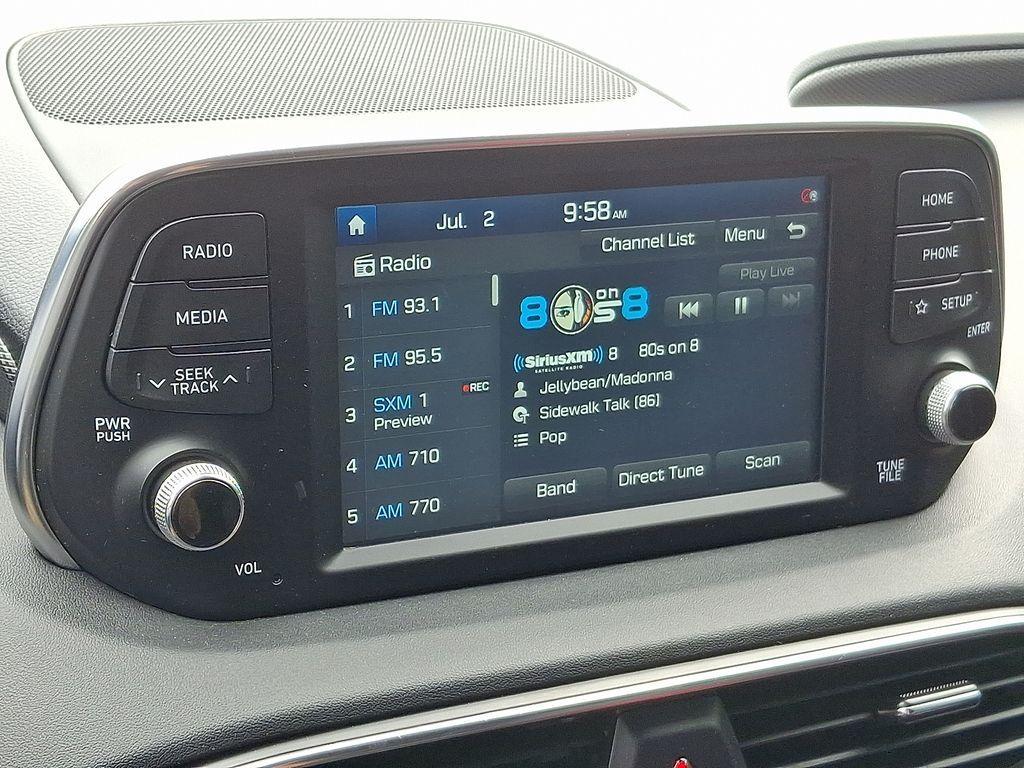 Jul. 2
9:58 AM
Channel List
Menu
Radio
Play Live
1 FM 93.1
2 FM 95.5
REC
3 SXM 1
Preview
4 AM 710
5 AM 770
8 on 8
0s
((SiriusXM)) 8 80s on 8
SATELLITE RADIO
Jellybean/Madonna
Sidewalk Talk (86)
Pop
Band
Direct Tune
Scan
RADIO
MEDIA
SEEK
TRACK
PWR
PUSH
VOL
HOME
PHONE
SETUP
ENTER
TUNE
FILE